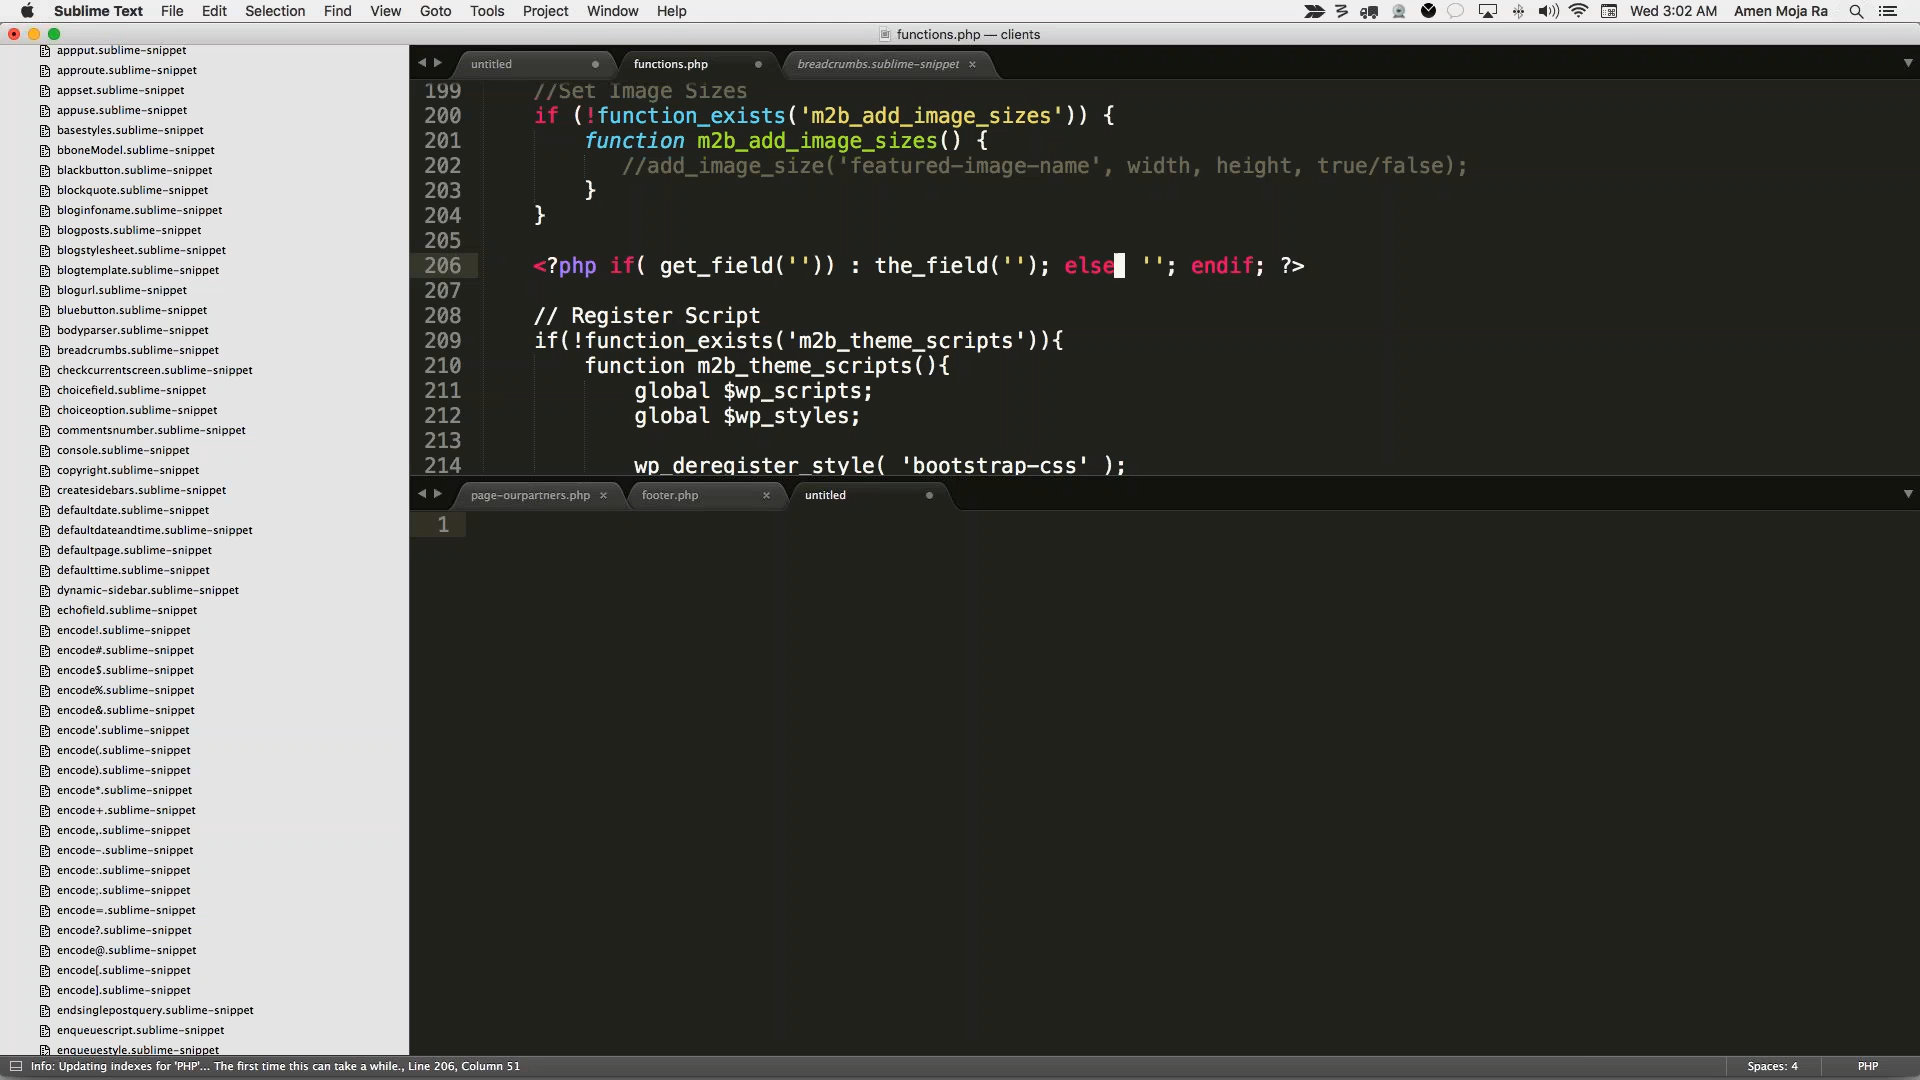 Sublime Text File Edit Selection Find View Goto Tools Project Window Help Wed 3:02 AM Amen Moja Ra
functions.php — clients
appput.sublime-snippet
approute.sublime-snippet
appset.sublime-snippet
appuse.sublime-snippet
basestyles.sublime-snippet
bboneModel.sublime-snippet
blackbutton.sublime-snippet
blockquote.sublime-snippet
bloginfoname.sublime-snippet
blogposts.sublime-snippet
blogstylesheet.sublime-snippet
blogtemplate.sublime-snippet
blogurl.sublime-snippet
bluebutton.sublime-snippet
bodyparser.sublime-snippet
breadcrumbs.sublime-snippet
checkcurrentscreen.sublime-snippet
choicefield.sublime-snippet
choiceoption.sublime-snippet
commentsnumber.sublime-snippet
console.sublime-snippet
copyright.sublime-snippet
createsidebars.sublime-snippet
defaultdate.sublime-snippet
defaultdateandtime.sublime-snippet
defaultpage.sublime-snippet
defaulttime.sublime-snippet
dynamic-sidebar.sublime-snippet
echofield.sublime-snippet
encode!.sublime-snippet
encode#.sublime-snippet
encode$.sublime-snippet
encode%.sublime-snippet
encode&.sublime-snippet
encode'.sublime-snippet
encode(.sublime-snippet
encode).sublime-snippet
encode*.sublime-snippet
encode+.sublime-snippet
encode,.sublime-snippet
encode-.sublime-snippet
encode:.sublime-snippet
encode;.sublime-snippet
encode=.sublime-snippet
encode?.sublime-snippet
encode@.sublime-snippet
encode[.sublime-snippet
encode].sublime-snippet
endsinglepostquery.sublime-snippet
enqueuescript.sublime-snippet
enqueuestyle.sublime-snippet
untitled functions.php breadcrumbs.sublime-snippet
199 //Set Image Sizes
200 if (!function_exists('m2b_add_image_sizes')) {
201 function m2b_add_image_sizes() {
202 //add_image_size('featured-image-name', width, height, true/false);
203 }
204 }
205
206 <?php if( get_field('')) : the_field(''); else ''; endif; ?>
207
208 // Register Script
209 if(!function_exists('m2b_theme_scripts')){
210 function m2b_theme_scripts(){
211 global $wp_scripts;
212 global $wp_styles;
213
214 wp_deregister_style( 'bootstrap-css' );
page-ourpartners.php footer.php untitled
1
Info: Updating indexes for 'PHP'... The first time this can take a while., Line 206, Column 51 Spaces: 4 PHP